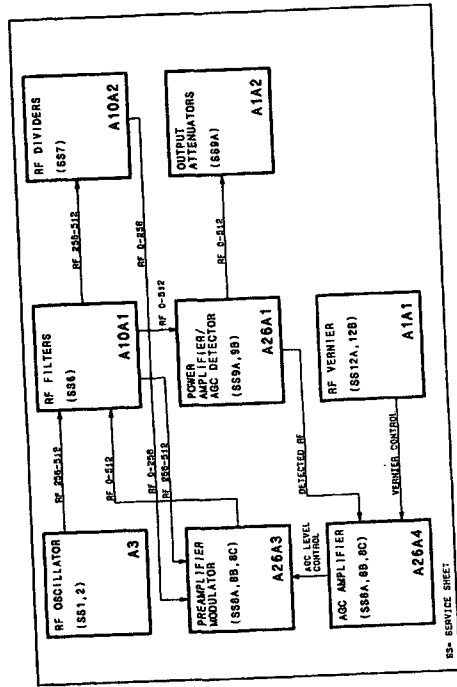 RF OSCILLATOR
(SS1,2)
A3
RF 256-512
RF FILTERS
(SS6)
A10A1
RF 256-512
RF DIVIDERS
(SS7)
A10A2
RF 0-512
RF 0-256
RF 256-512
RF 0-512
RF 0-256
PREAMPLIFIER
MODULATOR
(SS8A,8B,8C)
A26A3
POWER
AMPLIFIER/
AGC DETECTOR
(SS9A,9B)
A26A1
RF 0-512
OUTPUT
ATTENUATORS
(SS9A)
A1A2
AGC LEVEL
CONTROL
DETECTED RF
AGC AMPLIFIER
(SS8A,8B,8C)
A26A4
VERNIER CONTROL
RF VERNIER
(SS12A,12B)
A1A1
SS= SERVICE SHEET